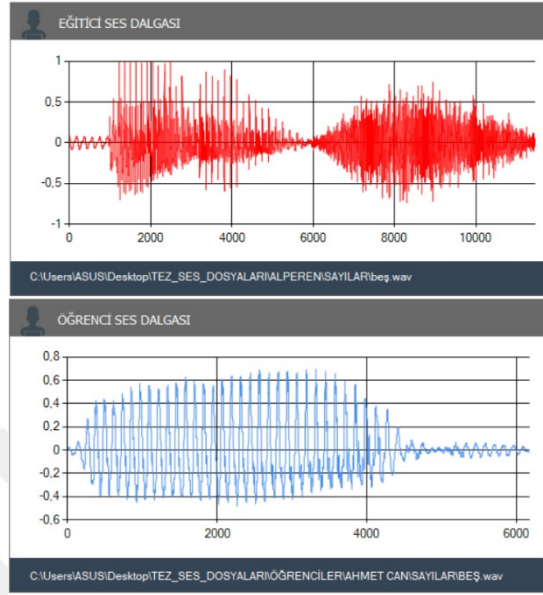 EĞİTİCİ SES DALGASI
1
0.5
0
-0.5
-1
0 2000 4000 6000 8000 10000
C:\Users\ASUS\Desktop\TEZ_SES_DOSYALARI\ALPEREN\SAYILAR\beş.wav
ÖĞRENCİ SES DALGASI
0.8
0.6
0.4
0.2
0
-0.2
-0.4
-0.6
0 2000 4000 6000
C:\Users\ASUS\Desktop\TEZ_SES_DOSYALARI\ÖĞRENCİLER\AHMET CAN\SAYILAR\BEŞ.wav